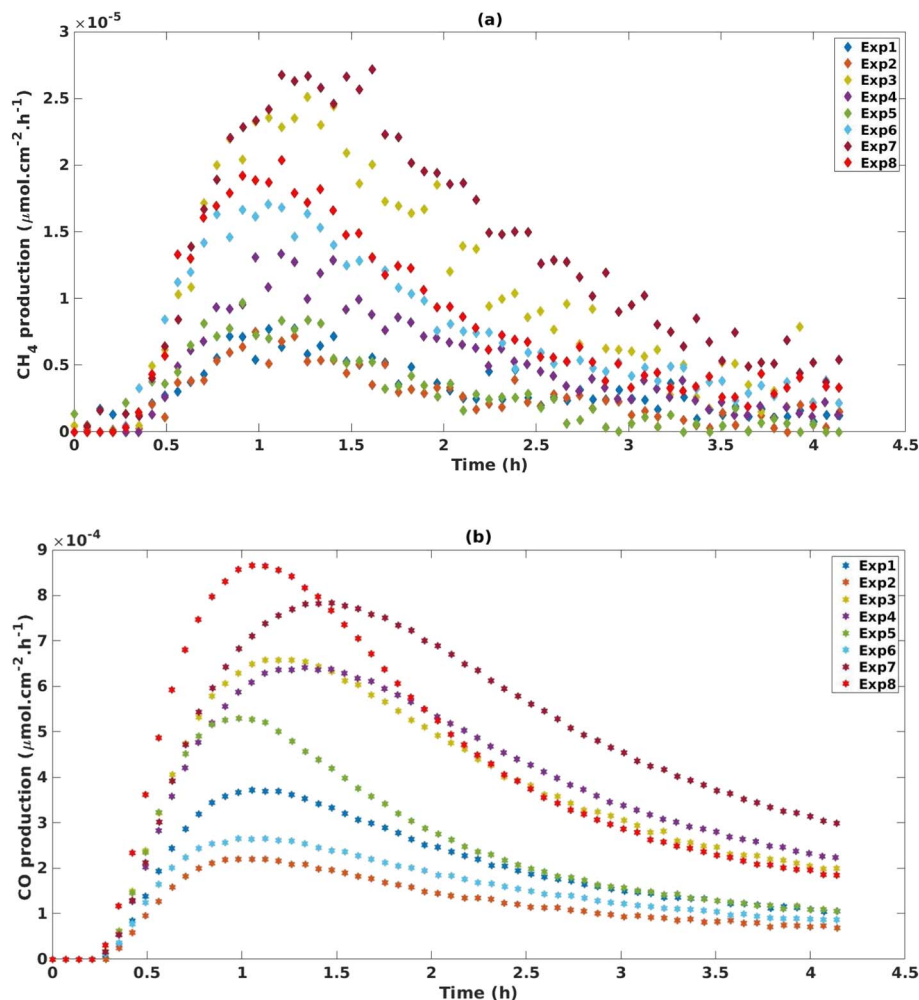 (a)
×10⁻⁵
3
2.5
2
1.5
1
0.5
0
CH₄ production (μmol.cm⁻².h⁻¹)
0 0.5 1 1.5 2 2.5 3 3.5 4 4.5
Time (h)
Exp1
Exp2
Exp3
Exp4
Exp5
Exp6
Exp7
Exp8
(b)
×10⁻⁴
9
8
7
6
5
4
3
2
1
0
CO production (μmol.cm⁻².h⁻¹)
0 0.5 1 1.5 2 2.5 3 3.5 4 4.5
Time (h)
Exp1
Exp2
Exp3
Exp4
Exp5
Exp6
Exp7
Exp8